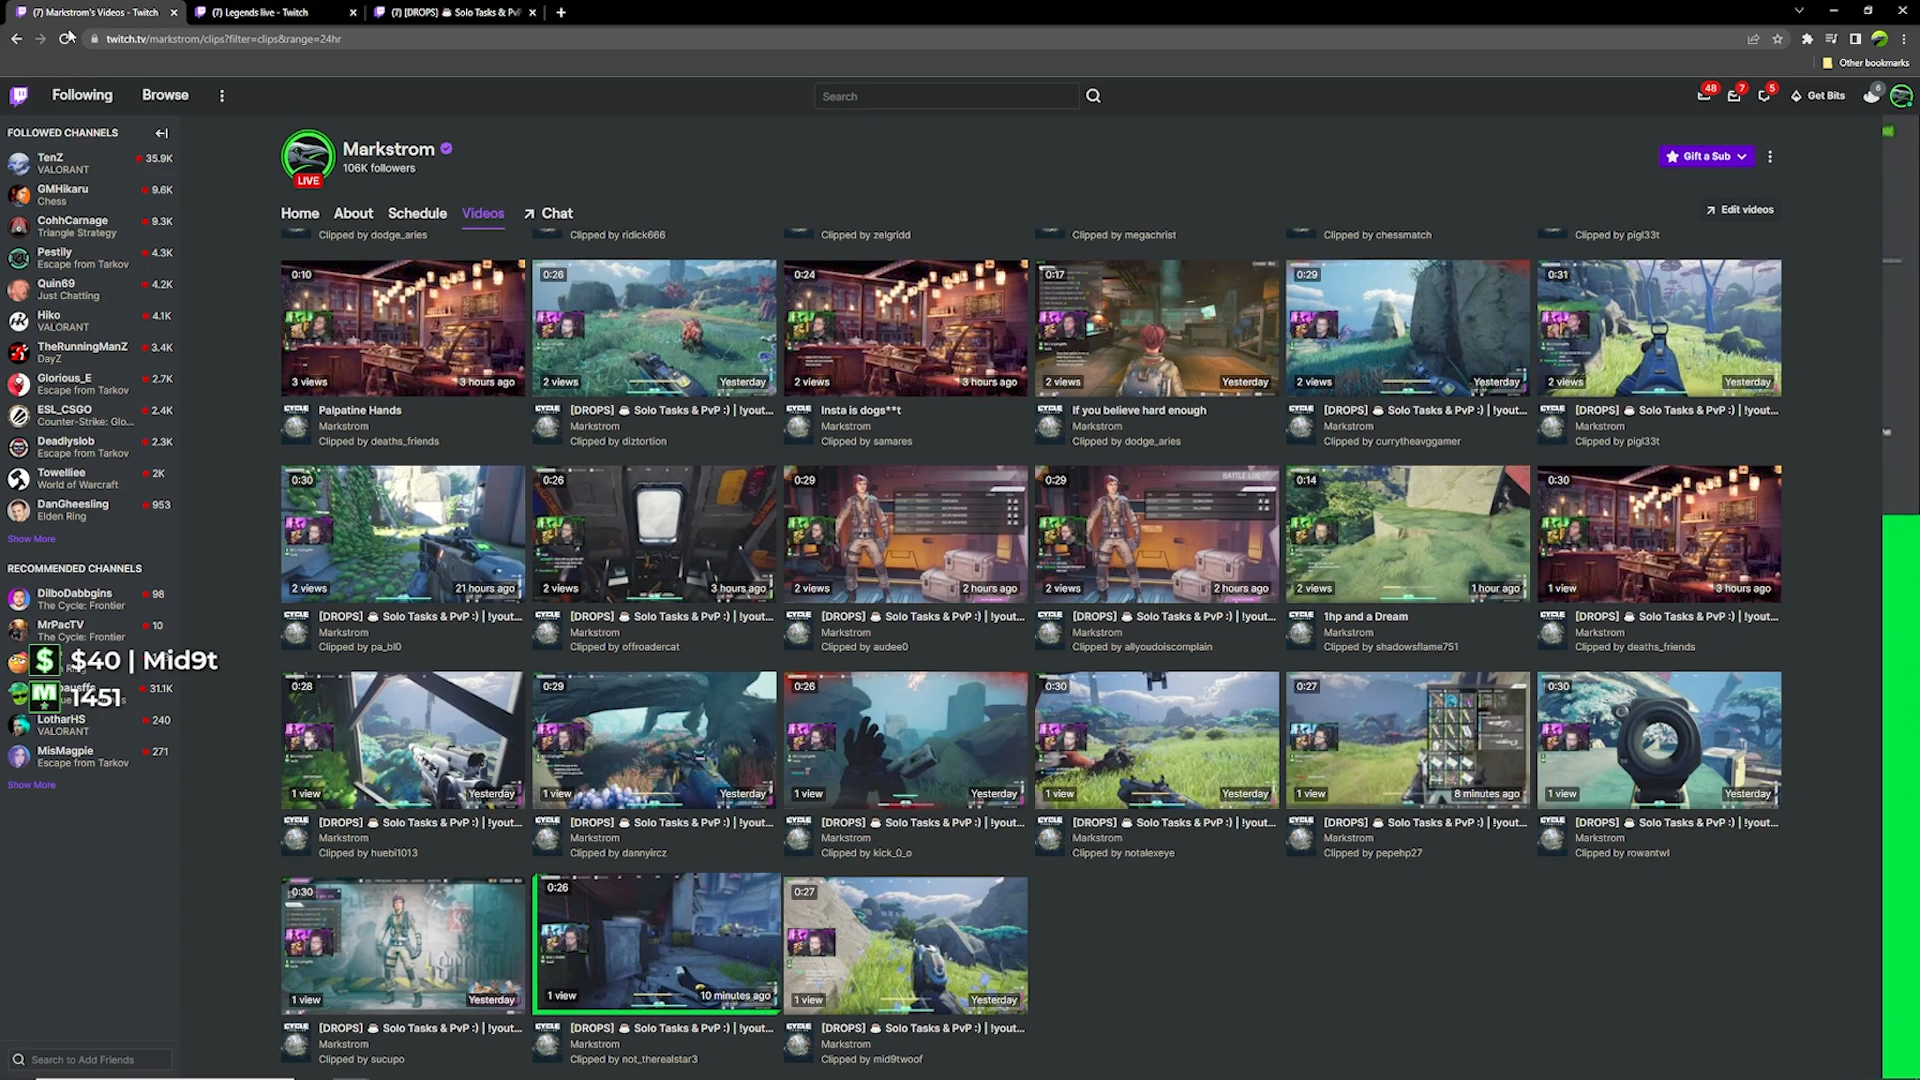 (7) Markstrom's Videos - Twitch
(7) Legends live - Twitch
(7) [DROPS] ☕ Solo Tasks & PvP
twitch.tv/markstrom/clips?filter=clips&range=24hr
Other bookmarks
Following
Browse
Search
48
7
5
Get Bits
6
FOLLOWED CHANNELS
TenZ
35.9K
VALORANT
GMHikaru
9.6K
Chess
CohhCarnage
9.3K
Triangle Strategy
Pestily
4.3K
Escape from Tarkov
Quin69
4.2K
Just Chatting
Hiko
4.1K
VALORANT
TheRunningManZ
3.4K
DayZ
Glorious_E
2.7K
Escape from Tarkov
ESL_CSGO
2.4K
Counter-Strike: Glo...
Deadlyslob
2.3K
Escape from Tarkov
Towelliee
2K
World of Warcraft
DanGheesling
953
Elden Ring
Show More
RECOMMENDED CHANNELS
DilboDabbgins
98
The Cycle: Frontier
MrPacTV
10
The Cycle: Frontier
$40 | Mid9t
31.1K
1451
LotharHS
240
VALORANT
MisMagpie
271
Escape from Tarkov
Show More
Search to Add Friends
Markstrom
106K followers
LIVE
Gift a Sub
Home
About
Schedule
Videos
Chat
Edit videos
Clipped by dodge_aries
Clipped by ridick666
Clipped by zelgridd
Clipped by megachrist
Clipped by chessmatch
Clipped by pigl33t
0:10
3 views
3 hours ago
Palpatine Hands
Markstrom
Clipped by deaths_friends
0:26
2 views
Yesterday
[DROPS] ☕ Solo Tasks & PvP :) | !yout...
Markstrom
Clipped by diztortion
0:24
2 views
3 hours ago
Insta is dogs**t
Markstrom
Clipped by samares
0:17
2 views
Yesterday
If you believe hard enough
Markstrom
Clipped by dodge_aries
0:29
2 views
Yesterday
[DROPS] ☕ Solo Tasks & PvP :) | !yout...
Markstrom
Clipped by currytheavggamer
0:31
2 views
Yesterday
[DROPS] ☕ Solo Tasks & PvP :) | !yout...
Markstrom
Clipped by pigl33t
0:30
2 views
21 hours ago
[DROPS] ☕ Solo Tasks & PvP :) | !yout...
Markstrom
Clipped by pa_bl0
0:26
2 views
3 hours ago
[DROPS] ☕ Solo Tasks & PvP :) | !yout...
Markstrom
Clipped by offroadercat
0:29
2 views
2 hours ago
[DROPS] ☕ Solo Tasks & PvP :) | !yout...
Markstrom
Clipped by audee0
0:29
BATTLE LOG
2 views
2 hours ago
[DROPS] ☕ Solo Tasks & PvP :) | !yout...
Markstrom
Clipped by allyoudoiscomplain
0:14
2 views
1 hour ago
1hp and a Dream
Markstrom
Clipped by shadowsflame751
0:30
1 view
3 hours ago
[DROPS] ☕ Solo Tasks & PvP :) | !yout...
Markstrom
Clipped by deaths_friends
0:28
1 view
Yesterday
[DROPS] ☕ Solo Tasks & PvP :) | !yout...
Markstrom
Clipped by huebi1013
0:29
1 view
Yesterday
[DROPS] ☕ Solo Tasks & PvP :) | !yout...
Markstrom
Clipped by dannyircz
0:26
1 view
Yesterday
[DROPS] ☕ Solo Tasks & PvP :) | !yout...
Markstrom
Clipped by kick_0_o
0:30
1 view
Yesterday
[DROPS] ☕ Solo Tasks & PvP :) | !yout...
Markstrom
Clipped by notalexeye
0:27
1 view
8 minutes ago
[DROPS] ☕ Solo Tasks & PvP :) | !yout...
Markstrom
Clipped by pepehp27
0:30
1 view
Yesterday
[DROPS] ☕ Solo Tasks & PvP :) | !yout...
Markstrom
Clipped by rowantwl
0:30
1 view
Yesterday
[DROPS] ☕ Solo Tasks & PvP :) | !yout...
Markstrom
Clipped by sucupo
0:26
1 view
10 minutes ago
[DROPS] ☕ Solo Tasks & PvP :) | !yout...
Markstrom
Clipped by not_therealstar3
0:27
1 view
Yesterday
[DROPS] ☕ Solo Tasks & PvP :) | !yout...
Markstrom
Clipped by mid9twoof